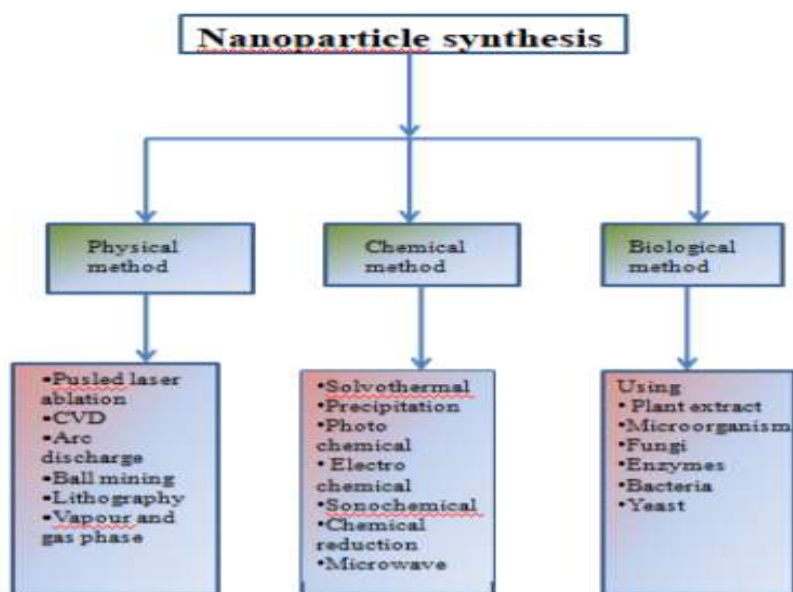 Nanoparticle synthesis
Physical
method
Chemical
method
Biological
method
•Pusled laser
ablation
•CVD
•Arc
discharge
•Ball mining
•Lithography
•Vapour and
gas phase
•Solvothermal
•Precipitation
•Photo
chemical
• Electro
chemical
•Sonochemical
•Chemical
reduction
•Microwave
Using
• Plant extract
•Microorganism
•Fungi
•Enzymes
•Bacteria
•Yeast